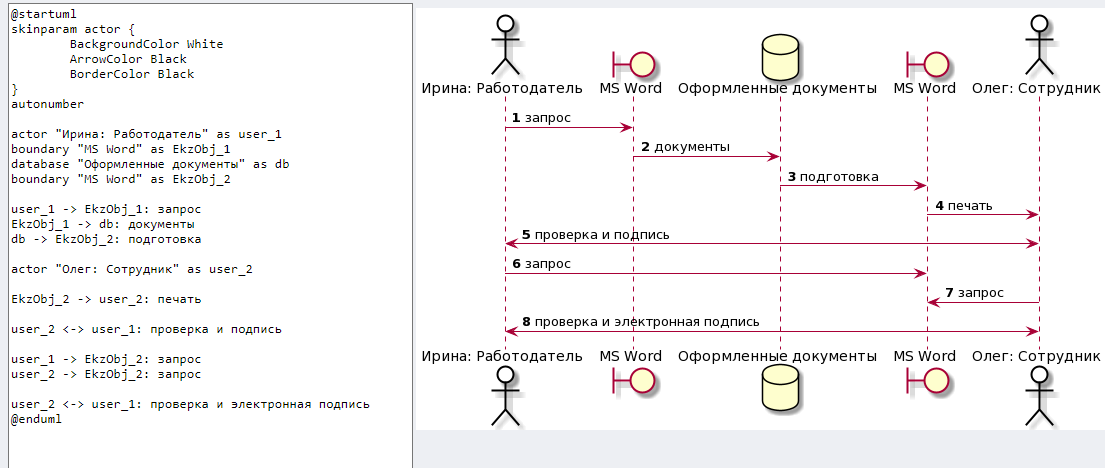 @startuml
skinparam actor {
BackgroundColor White
ArrowColor Black
BorderColor Black
}
autonumber
actor "Ирина: Работодатель" as user_1
boundary "MS Word" as EkzObj_1
database "Оформленные документы" as db
boundary "MS Word" as EkzObj_2
user_1 -> EkzObj_1: запрос
EkzObj_1 -> db: документы
db -> EkzObj_2: подготовка
actor "Олег: Сотрудник" as user_2
EkzObj_2 -> user_2: печать
user_2 <-> user_1: проверка и подпись
user_1 -> EkzObj_2: запрос
user_2 -> EkzObj_2: запрос
user_2 <-> user_1: проверка и электронная подпись
@enduml
Ирина: Работодатель MS Word Оформленные документы MS Word Олег: Сотрудник
1 запрос
2 документы
3 подготовка
4 печать
5 проверка и подпись
6 запрос
7 запрос
8 проверка и электронная подпись
Ирина: Работодатель MS Word Оформленные документы MS Word Олег: Сотрудник